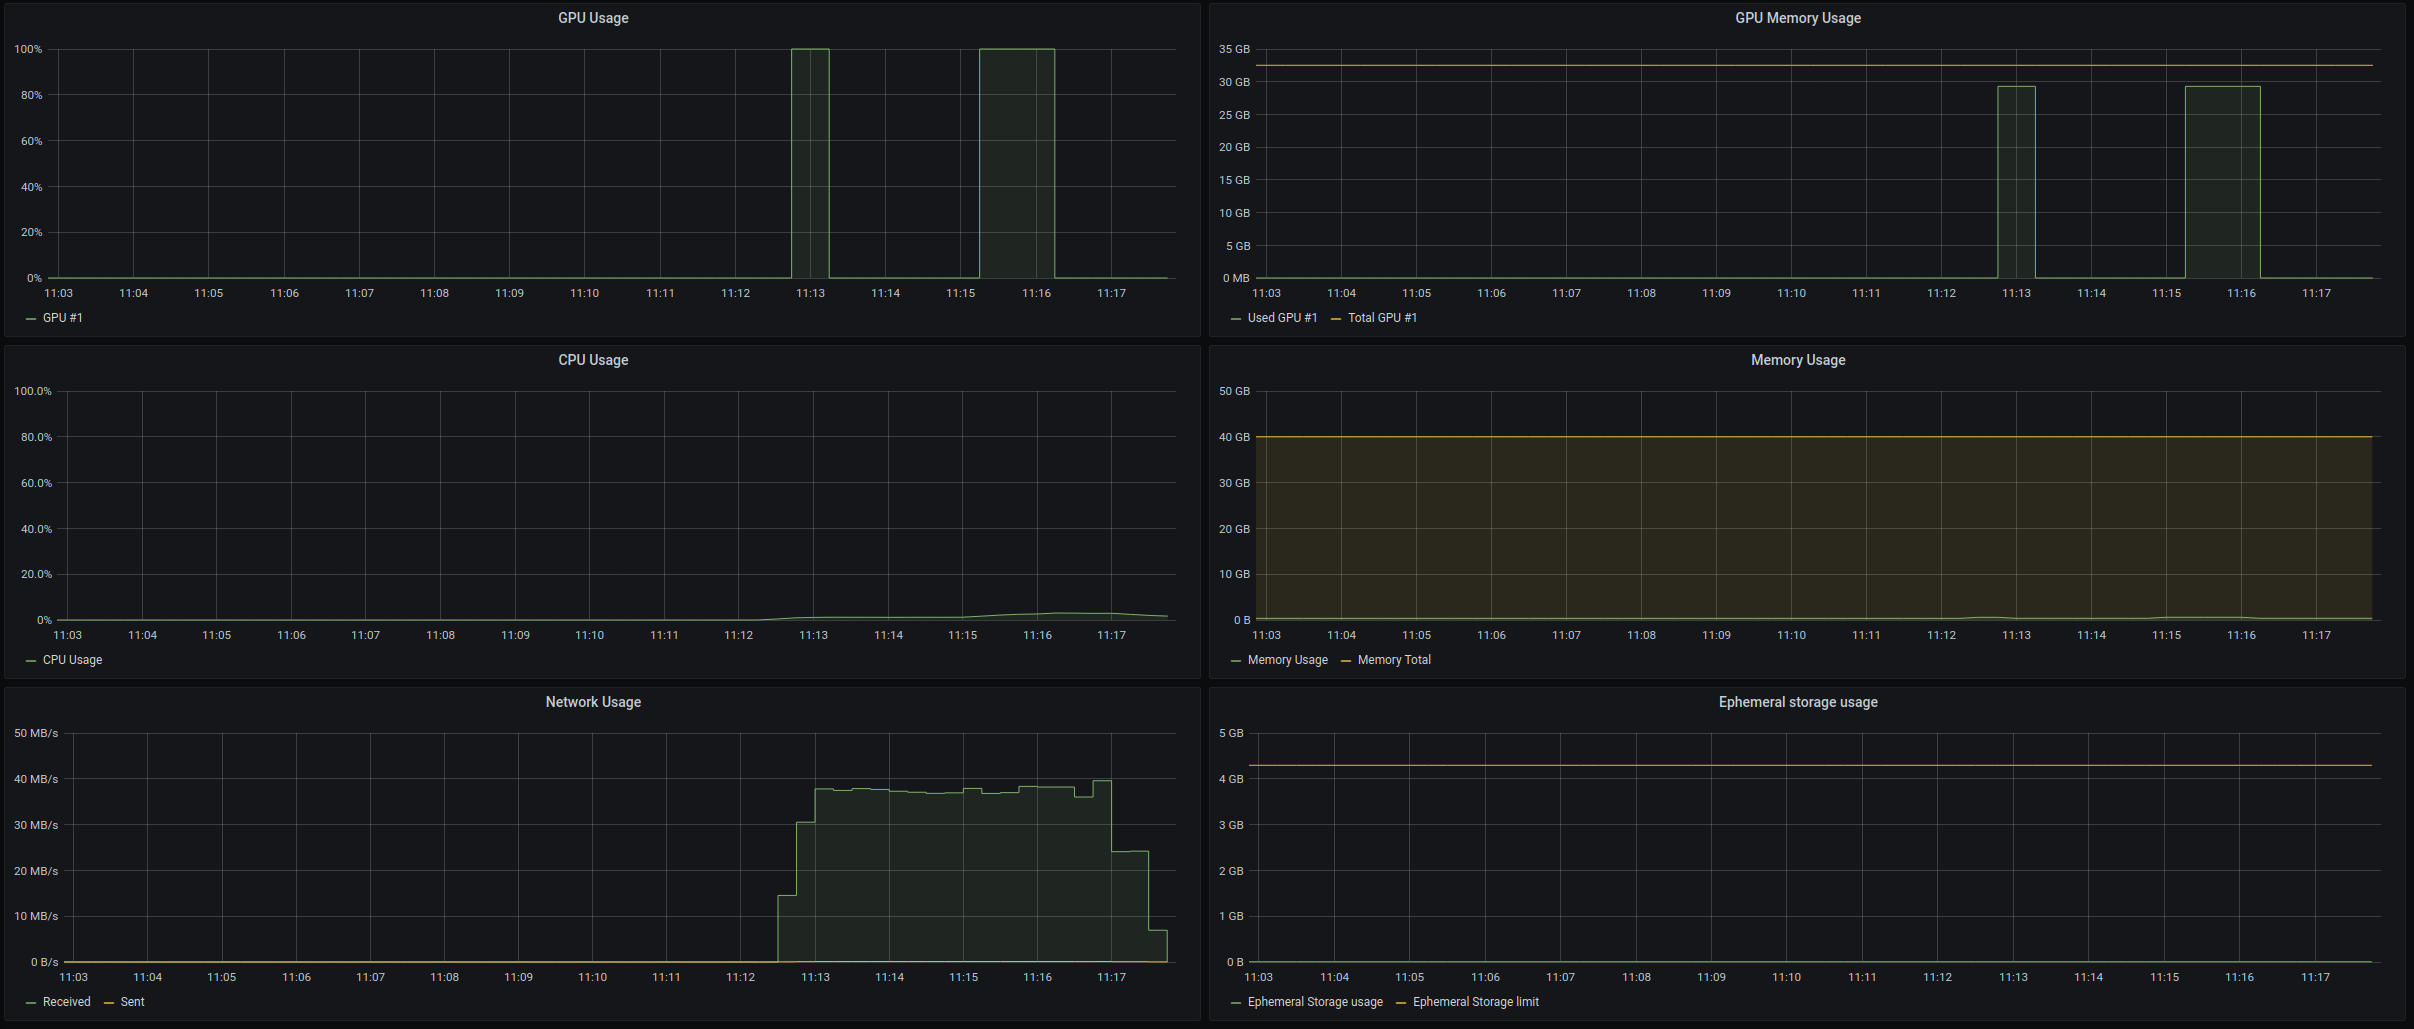 GPU Usage
100%
80%
60%
40%
20%
0%
11:03 11:04 11:05 11:06 11:07 11:08 11:09 11:10 11:11 11:12 11:13 11:14 11:15 11:16 11:17
GPU #1
GPU Memory Usage
35 GB
30 GB
25 GB
20 GB
15 GB
10 GB
5 GB
0 MB
11:03 11:04 11:05 11:06 11:07 11:08 11:09 11:10 11:11 11:12 11:13 11:14 11:15 11:16 11:17
Used GPU #1 Total GPU #1
CPU Usage
100.0%
80.0%
60.0%
40.0%
20.0%
0%
11:03 11:04 11:05 11:06 11:07 11:08 11:09 11:10 11:11 11:12 11:13 11:14 11:15 11:16 11:17
CPU Usage
Memory Usage
50 GB
40 GB
30 GB
20 GB
10 GB
0 B
11:03 11:04 11:05 11:06 11:07 11:08 11:09 11:10 11:11 11:12 11:13 11:14 11:15 11:16 11:17
Memory Usage Memory Total
Network Usage
50 MB/s
40 MB/s
30 MB/s
20 MB/s
10 MB/s
0 B/s
11:03 11:04 11:05 11:06 11:07 11:08 11:09 11:10 11:11 11:12 11:13 11:14 11:15 11:16 11:17
Received Sent
Ephemeral storage usage
5 GB
4 GB
3 GB
2 GB
1 GB
0 B
11:03 11:04 11:05 11:06 11:07 11:08 11:09 11:10 11:11 11:12 11:13 11:14 11:15 11:16 11:17
Ephemeral Storage usage Ephemeral Storage limit